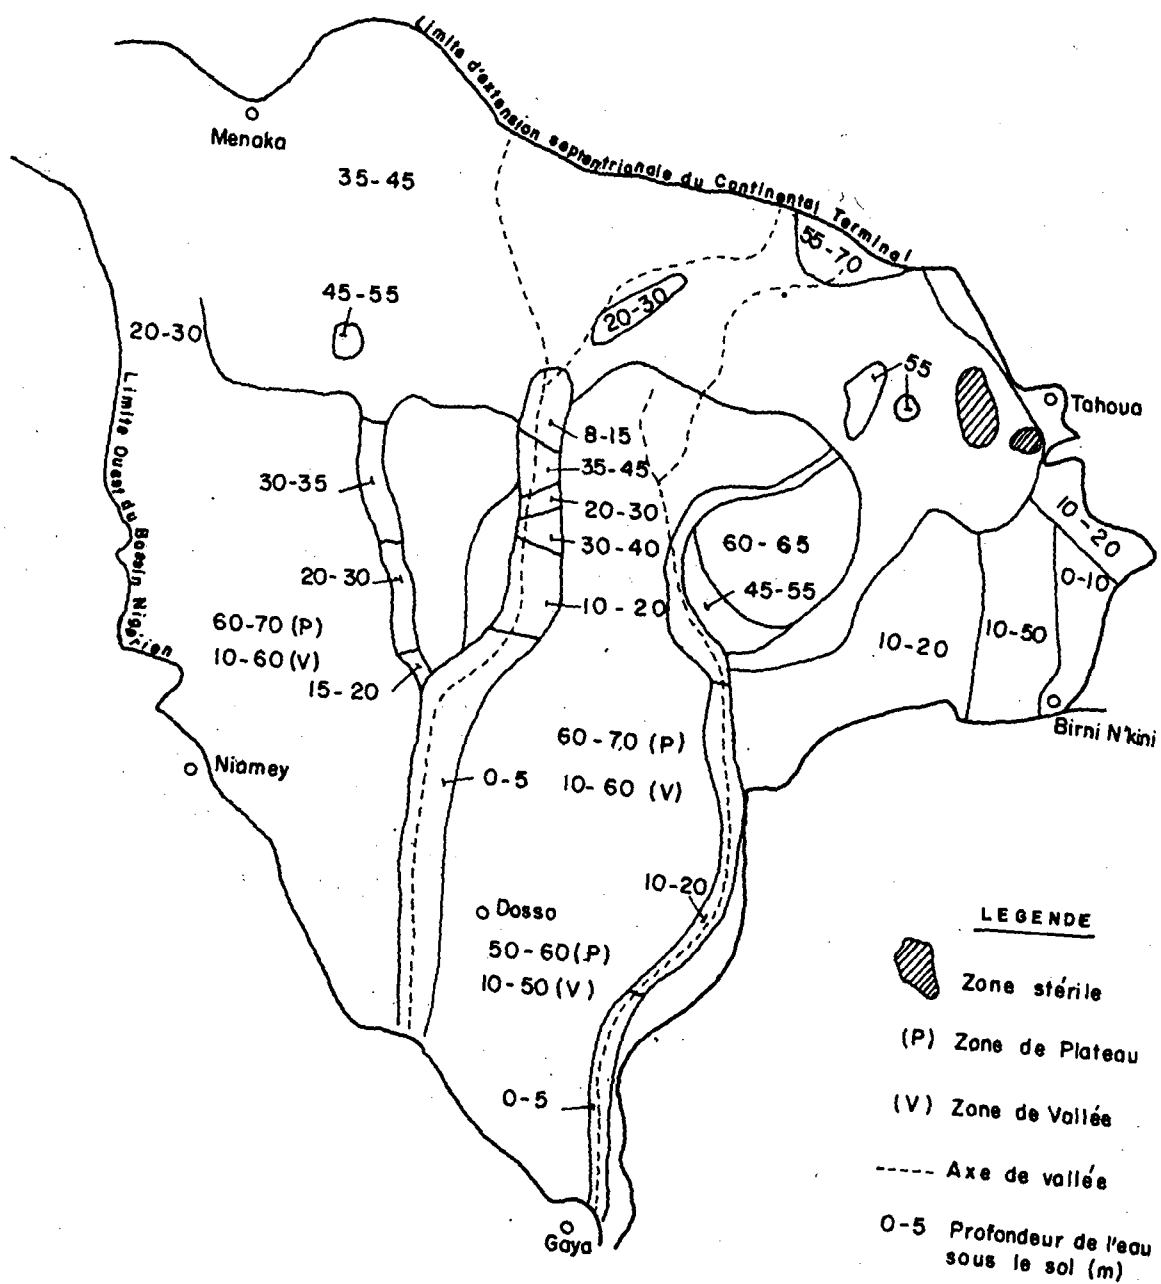 Limite d'extension septentrionale du Continental Terminal
Menaka
35-45
55-70
45-55
20-30
20-30
55
Tahoua
Limite Ouest du Bassin Nigérien
8-15
35-45
30-35
20-30
10-20
30-40
60-65
20-30
45-55
0-10
10-20
60-70 (P)
10-60 (V)
10-20
10-50
15-20
Birni N'kini
60-70 (P)
10-60 (V)
Niamey
0-5
10-20
Dosso
50-60 (P)
10-50 (V)
0-5
Gaya
LEGENDE
Zone stérile
(P) Zone de Plateau
(V) Zone de Vallée
Axe de vallée
0-5 Profondeur de l'eau
sous le sol (m)